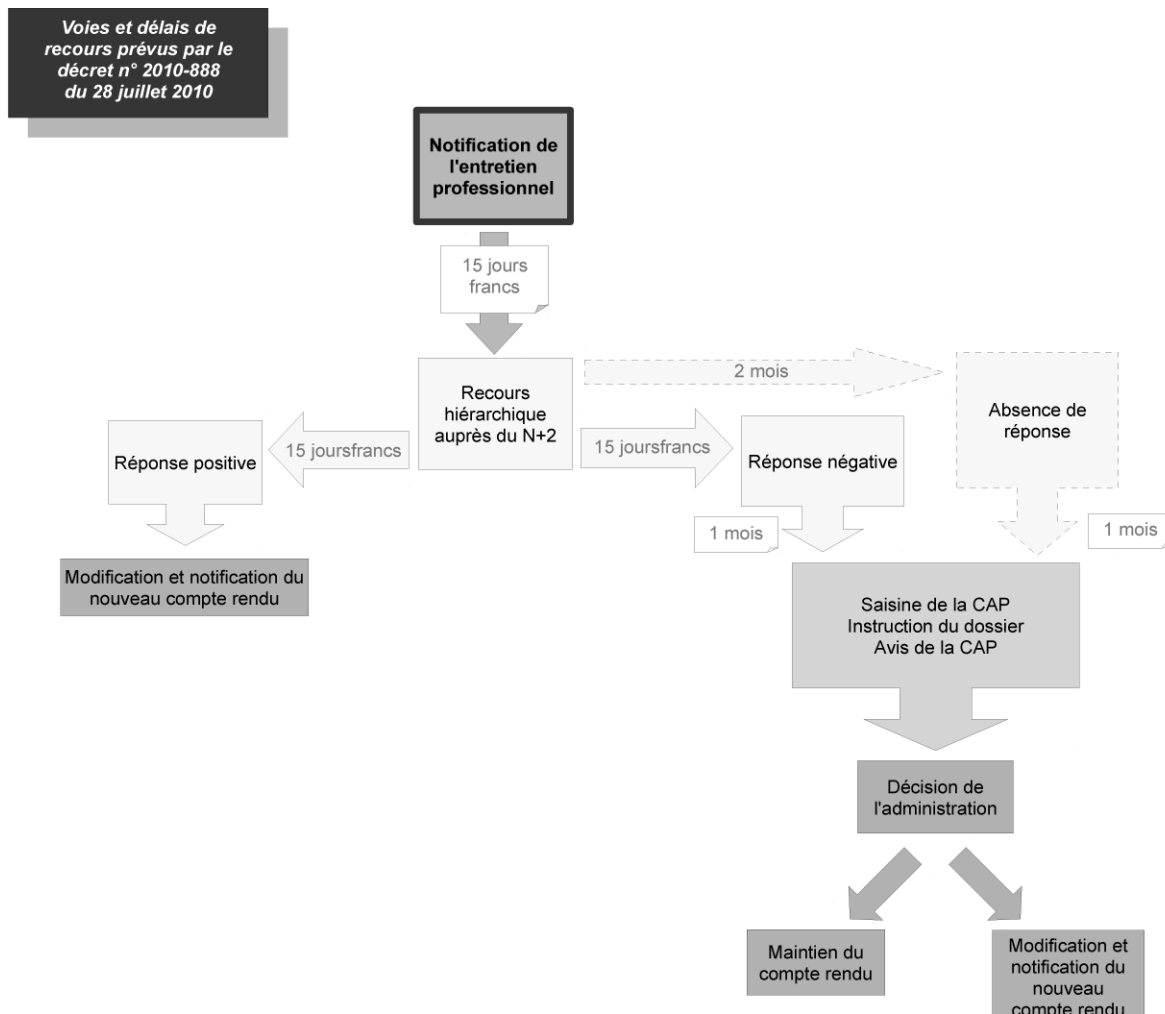 Voies et délais de
recours prévus par le
décret n° 2010-888
du 28 juillet 2010
Notification de
l'entretien
professionnel
15 jours
francs
Recours
hiérarchique
auprès du N+2
2 mois
Absence de
réponse
15 joursfrancs
Réponse positive
15 joursfrancs
Réponse négative
1 mois
1 mois
Modification et notification du
nouveau compte rendu
Saisine de la CAP
Instruction du dossier
Avis de la CAP
Décision de
l'administration
Maintien du
compte rendu
Modification et
notification du
nouveau
compte rendu